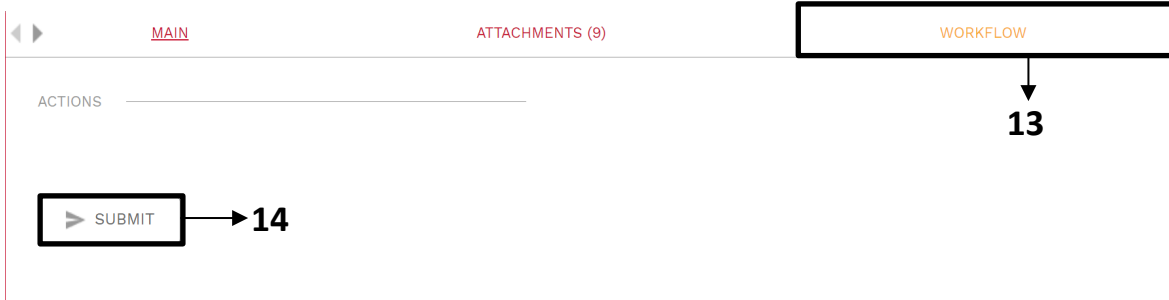 MAIN ATTACHMENTS (9) WORKFLOW
ACTIONS
13
SUBMIT 14